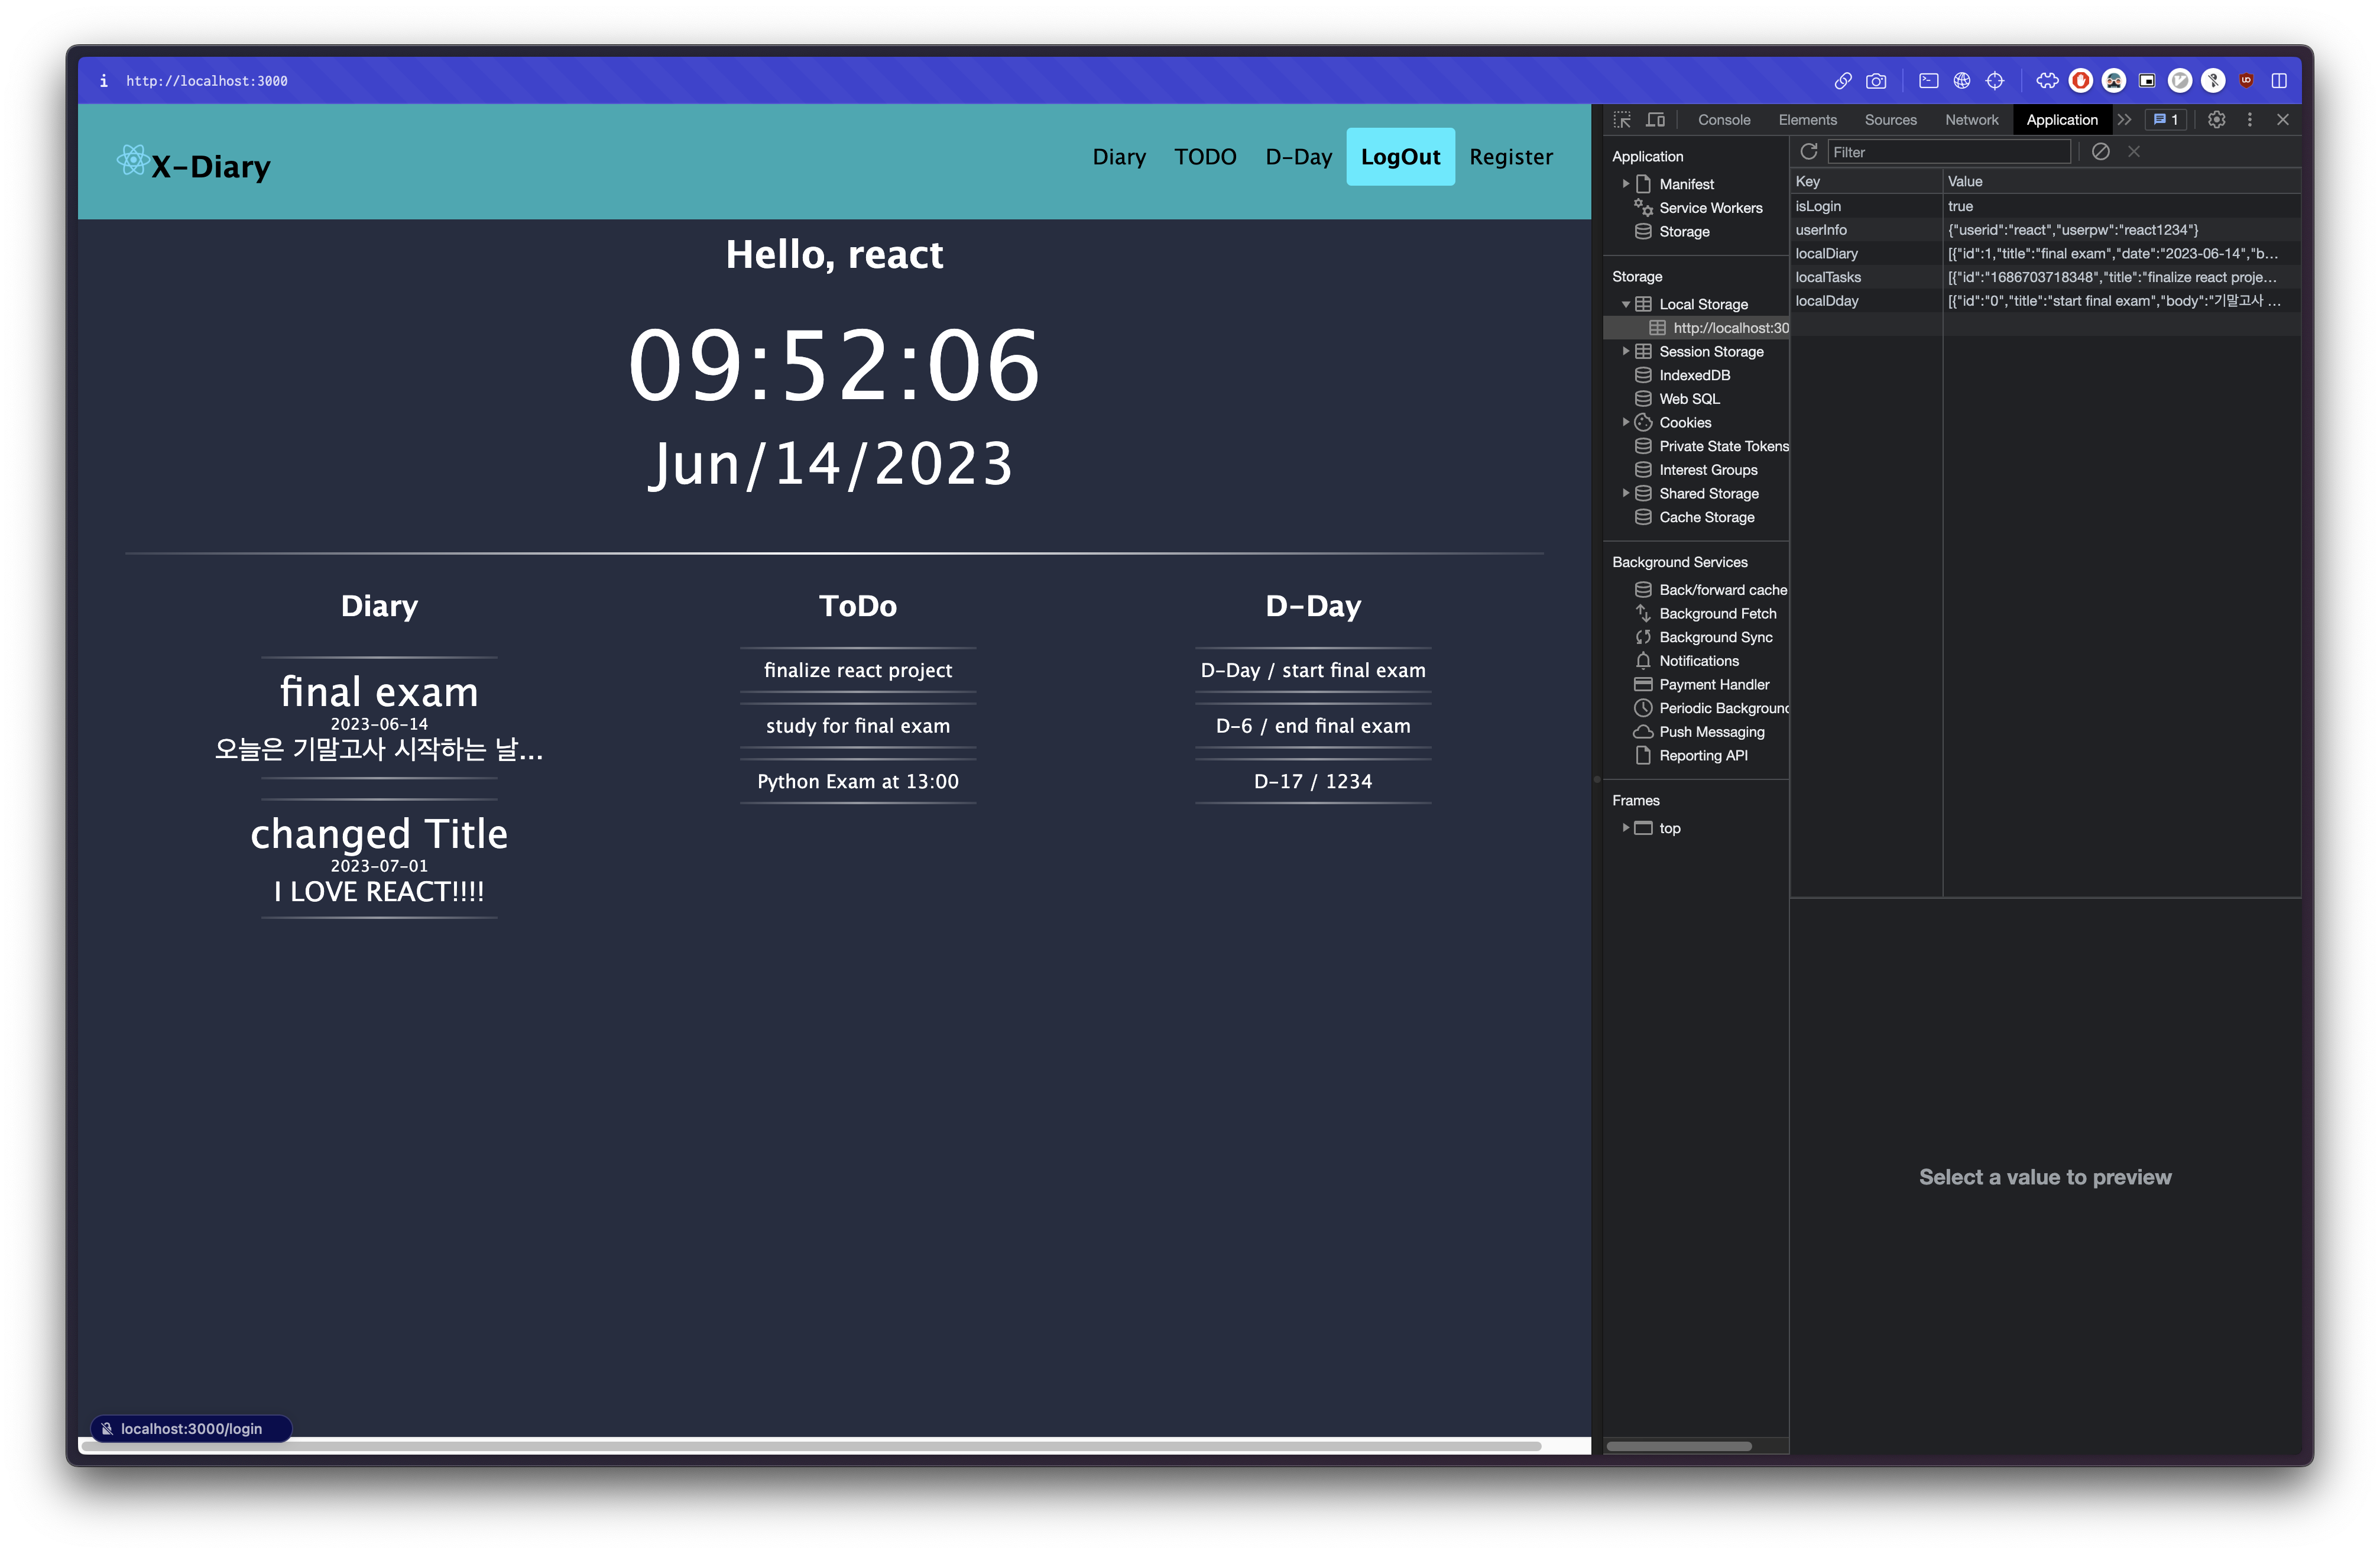 http://localhost:3000
X-Diary
Diary TODO D-Day LogOut Register
Hello, react
09:52:06
Jun/14/2023
Diary
final exam
2023-06-14
오늘은 기말고사 시작하는 날...
changed Title
2023-07-01
I LOVE REACT!!!!
ToDo
finalize react project
study for final exam
Python Exam at 13:00
D-Day
D-Day / start final exam
D-6 / end final exam
D-17 / 1234
localhost:3000/login
Console Elements Sources Network Application 1
Application
Manifest
Service Workers
Storage
Storage
Local Storage
http://localhost:30
Session Storage
IndexedDB
Web SQL
Cookies
Private State Tokens
Interest Groups
Shared Storage
Cache Storage
Background Services
Back/forward cache
Background Fetch
Background Sync
Notifications
Payment Handler
Periodic Background
Push Messaging
Reporting API
Frames
top
Filter
Key Value
isLogin true
userInfo {"userid":"react","userpw":"react1234"}
localDiary [{"id":1,"title":"final exam","date":"2023-06-14","b...
localTasks [{"id":"1686703718348","title":"finalize react proje...
localDday [{"id":"0","title":"start final exam","body":"기말고사 ...
Select a value to preview